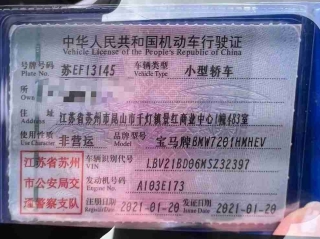 中华人民共和国机动车行驶证
Vehicle License of the People's Republic of China
号牌号码 苏EF13145 车辆类型 小型轿车
Plate No. Vehicle Type
所
Own
住 址 江苏省苏州市昆山市千灯镇景红商业中心1幢483室
Address
使用性质 非营运 品牌型号 宝马牌BMW7201HMHEV
Use Character Model
江苏省苏州市公安局交通警察支队
车辆识别代号 LBV21BD06MSZ32397
VIN
发动机号码 A103E173
Engine No.
注册日期 2021-01-20 发证日期 2021-01-20
Register Date Issue Date